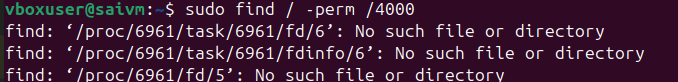 vboxuser@saivm:~$ sudo find / -perm /4000
find: ‘/proc/6961/task/6961/fd/6’: No such file or directory
find: ‘/proc/6961/task/6961/fdinfo/6’: No such file or directory
find: ‘/proc/6961/fd/5’: No such file or directory